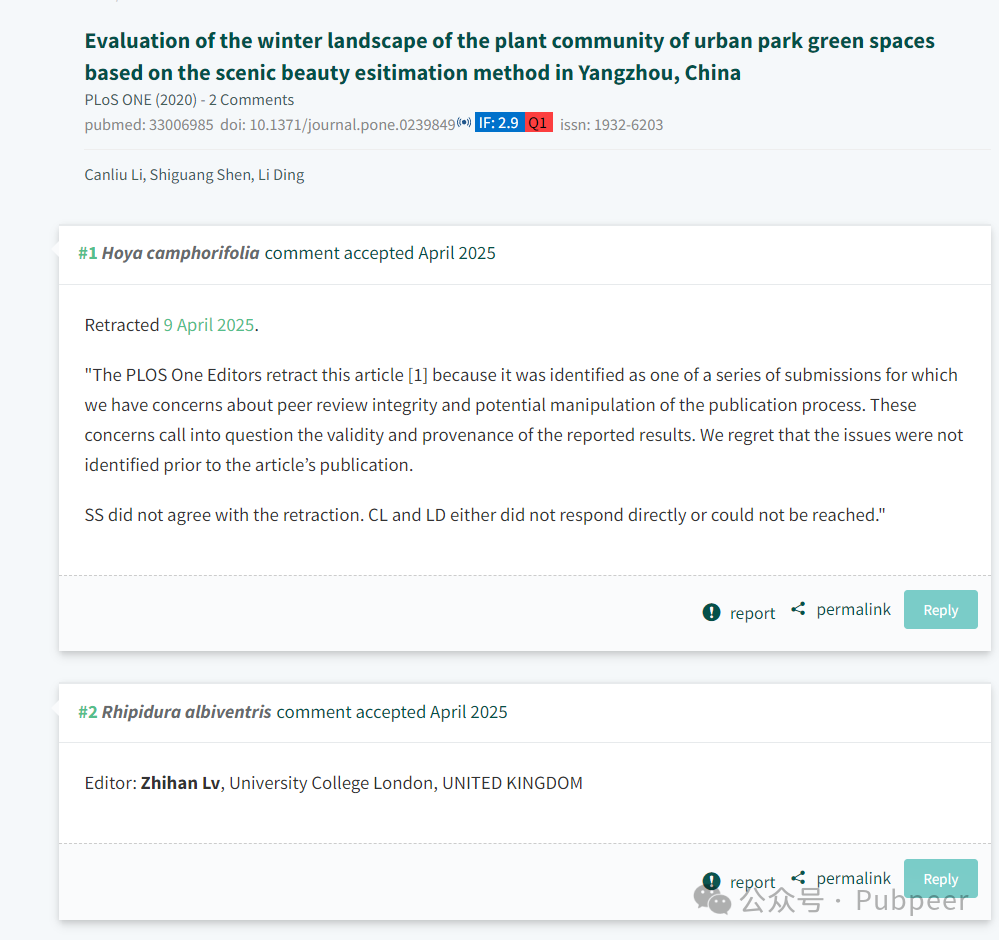 Evaluation of the winter landscape of the plant community of urban park green spaces
based on the scenic beauty esitimation method in Yangzhou, China
PLoS ONE (2020) - 2 Comments
pubmed: 33006985 doi: 10.1371/journal.pone.0239849 IF: 2.9 Q1 issn: 1932-6203
Canliu Li, Shiguang Shen, Li Ding
#1 Hoya camphorifolia comment accepted April 2025
Retracted 9 April 2025.
"The PLOS One Editors retract this article [1] because it was identified as one of a series of submissions for which
we have concerns about peer review integrity and potential manipulation of the publication process. These
concerns call into question the validity and provenance of the reported results. We regret that the issues were not
identified prior to the article’s publication.
SS did not agree with the retraction. CL and LD either did not respond directly or could not be reached."
report permalink Reply
#2 Rhipidura albiventris comment accepted April 2025
Editor: Zhihan Lv, University College London, UNITED KINGDOM
report permalink Reply
公众号 · Pubpeer